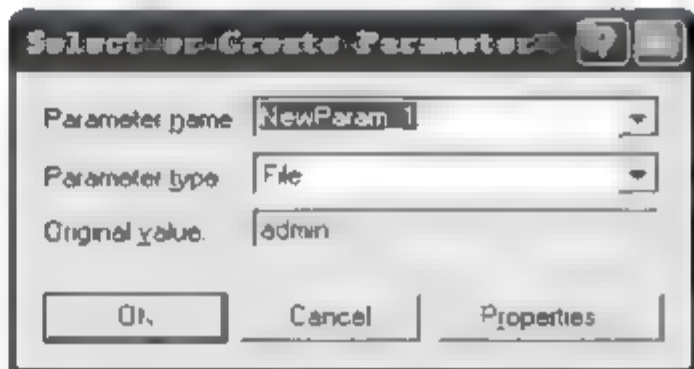 Select or Create Parameter
Parameter name NewParam_1
Parameter type File
Original value: admin
OK Cancel Properties